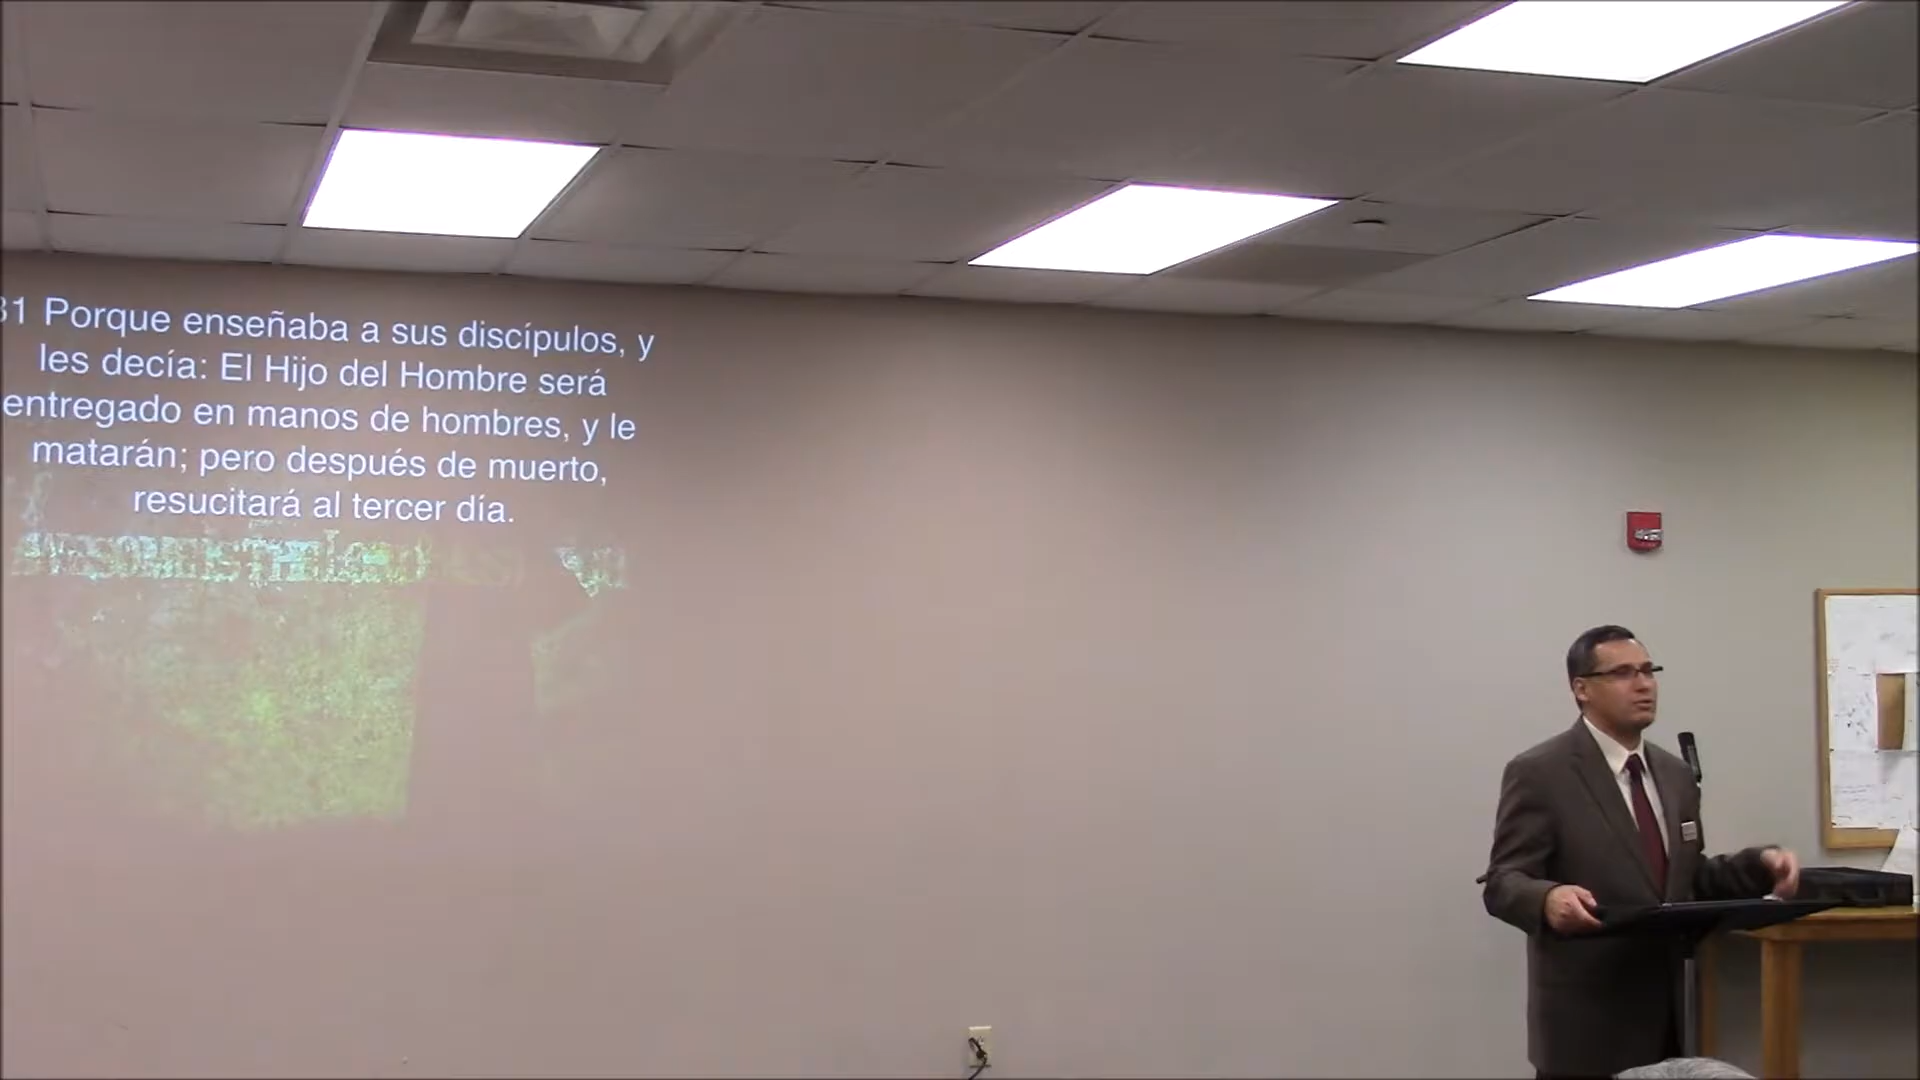 31 Porque enseñaba a sus discípulos, y
les decía: El Hijo del Hombre será
entregado en manos de hombres, y le
matarán; pero después de muerto,
resucitará al tercer día.